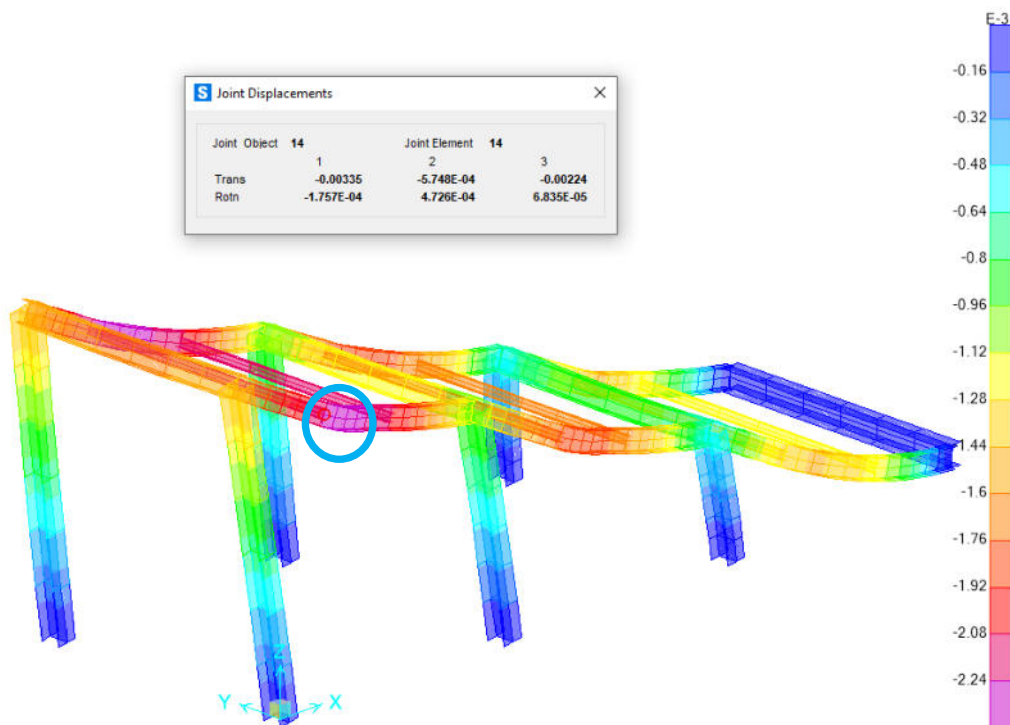 E-3
S Joint Displacements
Joint Object 14 Joint Element 14
1 2 3
Trans -0.00335 -5.748E-04 -0.00224
Rotn -1.757E-04 4.726E-04 6.835E-05
-0.16
-0.32
-0.48
-0.64
-0.8
-0.96
-1.12
-1.28
-1.44
-1.6
-1.76
-1.92
-2.08
-2.24
Z
Y X